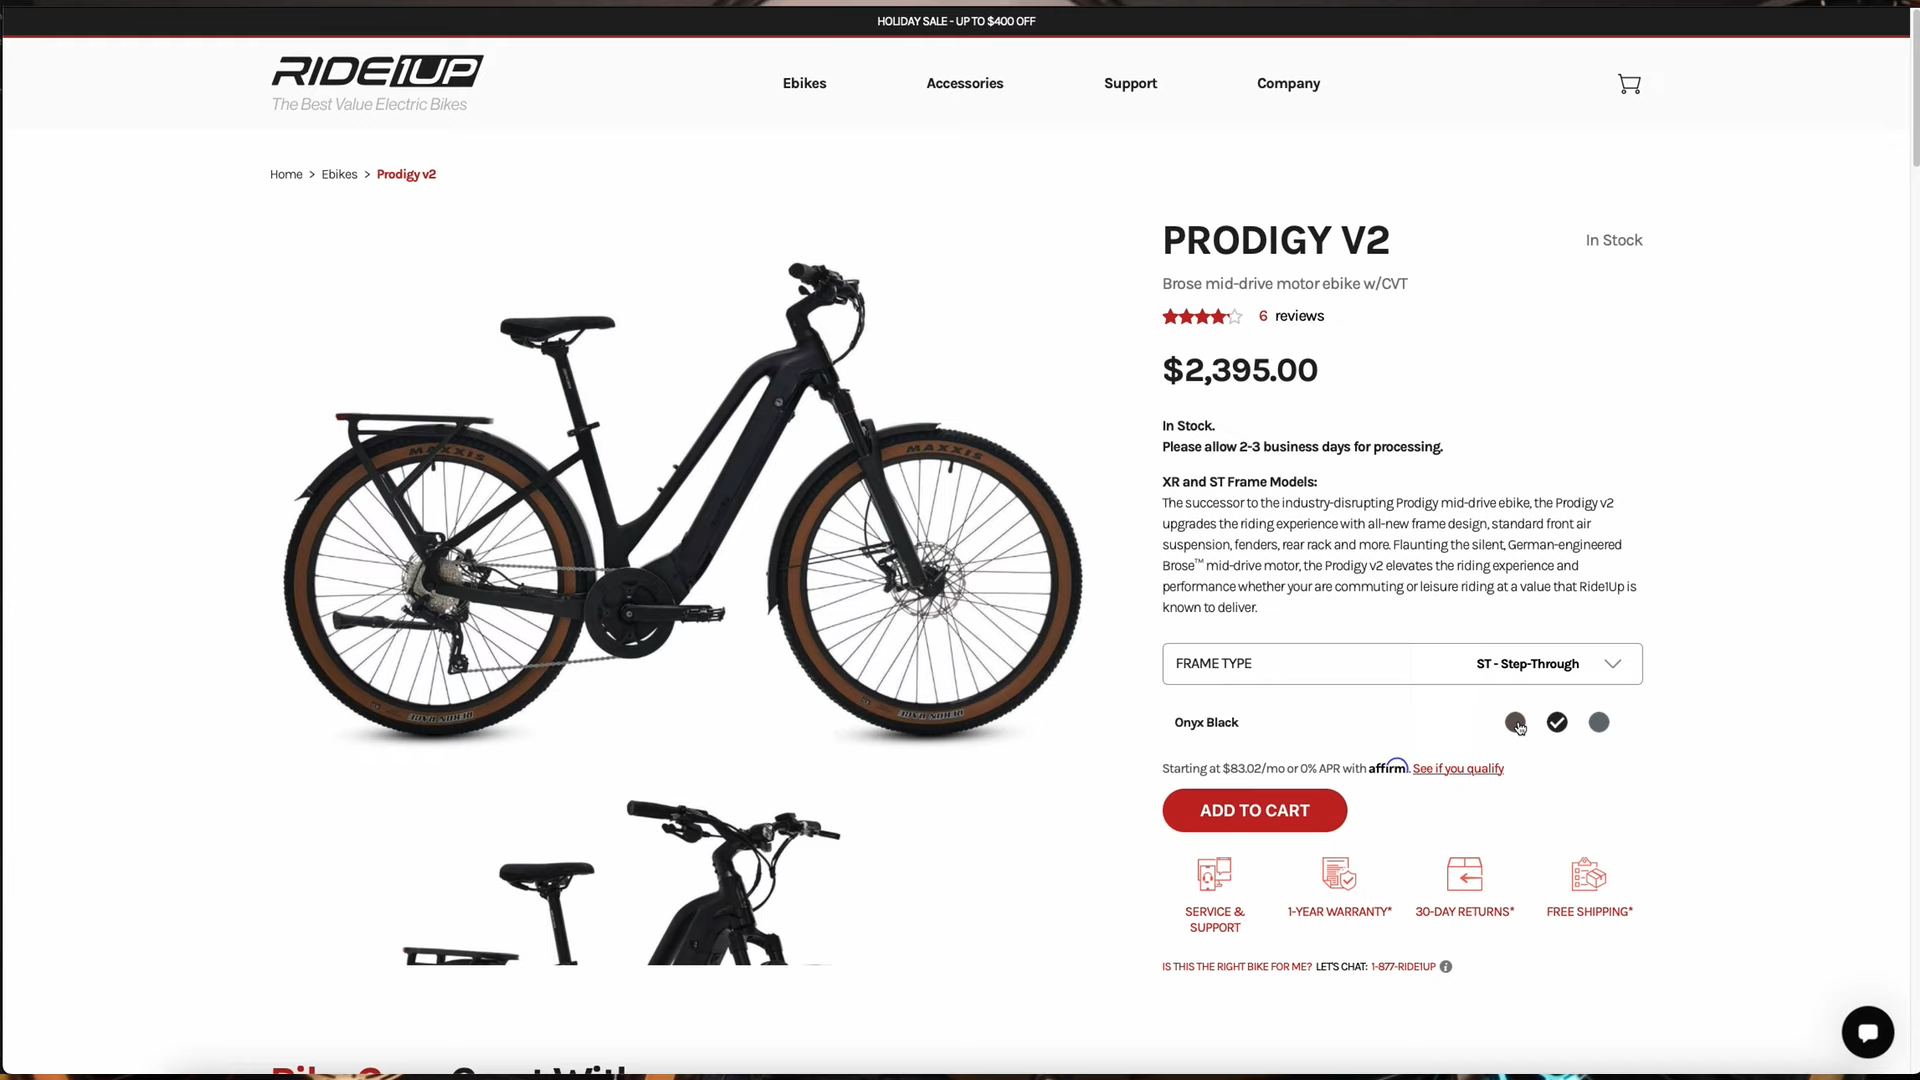 HOLIDAY SALE - UP TO $400 OFF
RIDE1UP
The Best Value Electric Bikes
Ebikes
Accessories
Support
Company
Home > Ebikes > Prodigy v2
PRODIGY V2
In Stock
Brose mid-drive motor ebike w/CVT
6 reviews
$2,395.00
In Stock.
Please allow 2-3 business days for processing.
XR and ST Frame Models:
The successor to the industry-disrupting Prodigy mid-drive ebike, the Prodigy v2
upgrades the riding experience with all-new frame design, standard front air
suspension, fenders, rear rack and more. Flaunting the silent, German-engineered
Brose™ mid-drive motor, the Prodigy v2 elevates the riding experience and
performance whether your are commuting or leisure riding at a value that Ride1Up is
known to deliver.
FRAME TYPE
ST - Step-Through
Onyx Black
Starting at $83.02/mo or 0% APR with affirm. See if you qualify
ADD TO CART
SERVICE &
SUPPORT
1-YEAR WARRANTY*
30-DAY RETURNS*
FREE SHIPPING*
IS THIS THE RIGHT BIKE FOR ME? LET'S CHAT: 1-877-RIDE1UP
MAXXIS
MAXXIS